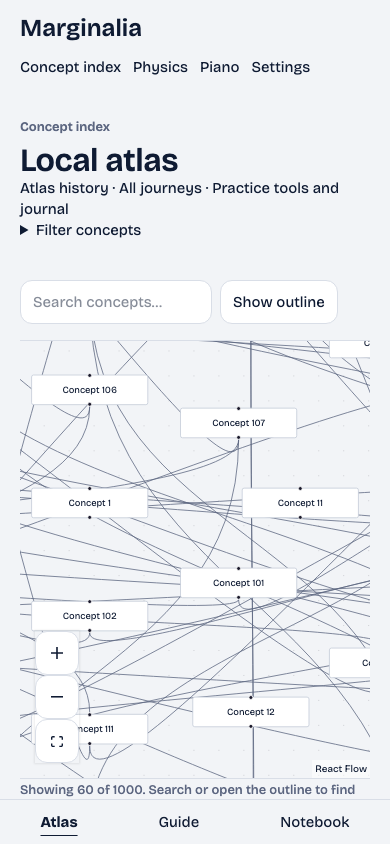 Marginalia
Concept index Physics Piano Settings
Concept index
Local atlas
Atlas history · All journeys · Practice tools and
journal
Filter concepts
Search concepts...
Show outline
Concept 106
Concept 107
Concept 1
Concept 11
Concept 101
Concept 102
Concept 12
111
React Flow
Showing 60 of 1000. Search or open the outline to find
Atlas
Guide
Notebook